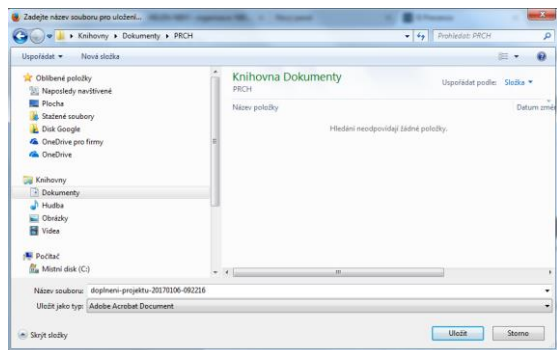 Zadejte název souboru pro uložení...
Knihovny ▸ Dokumenty ▸ PRCH
Prohledat: PRCH
Uspořádat
Nová složka
Oblíbené položky
Naposledy navštívené
Plocha
Stažené soubory
Disk Google
OneDrive pro firmy
OneDrive
Knihovny
Dokumenty
Hudba
Obrázky
Videa
Počítač
Místní disk (C:)
Knihovna Dokumenty
PRCH
Uspořádat podle: Složka
Název položky
Datum změ
Hledání neodpovídají žádné položky.
Název souboru: doplneni-projektu-20170106-092216
Uložit jako typ: Adobe Acrobat Document
Skrýt složky
Uložit
Storno